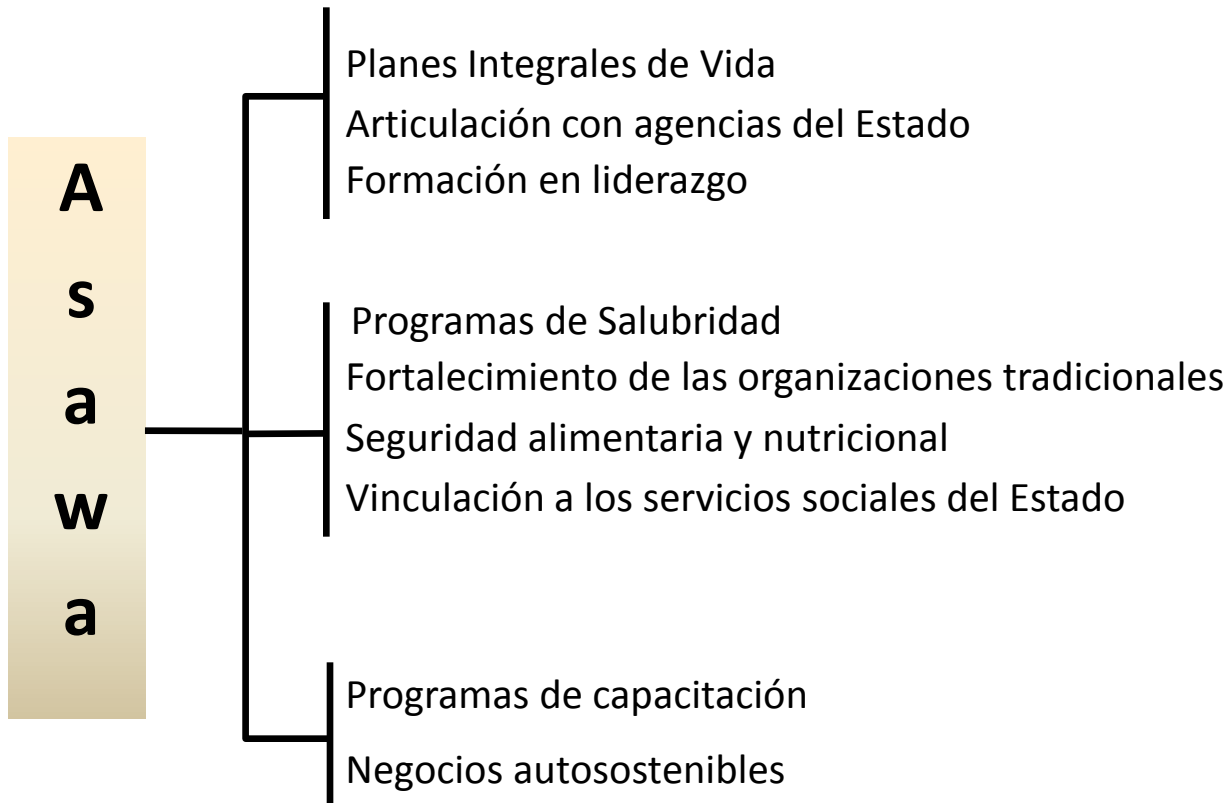 Asawa
Planes Integrales de Vida
Articulación con agencias del Estado
Formación en liderazgo
Programas de Salubridad
Fortalecimiento de las organizaciones tradicionales
Seguridad alimentaria y nutricional
Vinculación a los servicios sociales del Estado
Programas de capacitación
Negocios autosostenibles